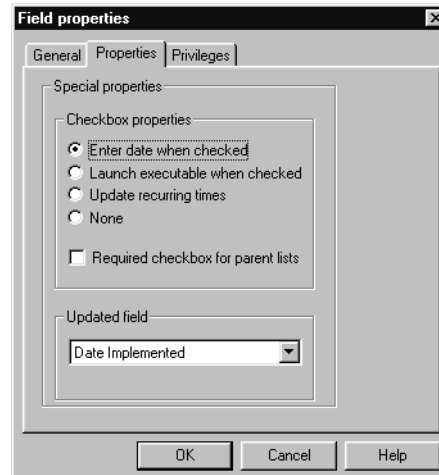 Field properties
General Properties Privileges
Special properties
Checkbox properties
Enter date when checked
Launch executable when checked
Update recurring times
None
Required checkbox for parent lists
Updated field
Date Implemented
OK Cancel Help